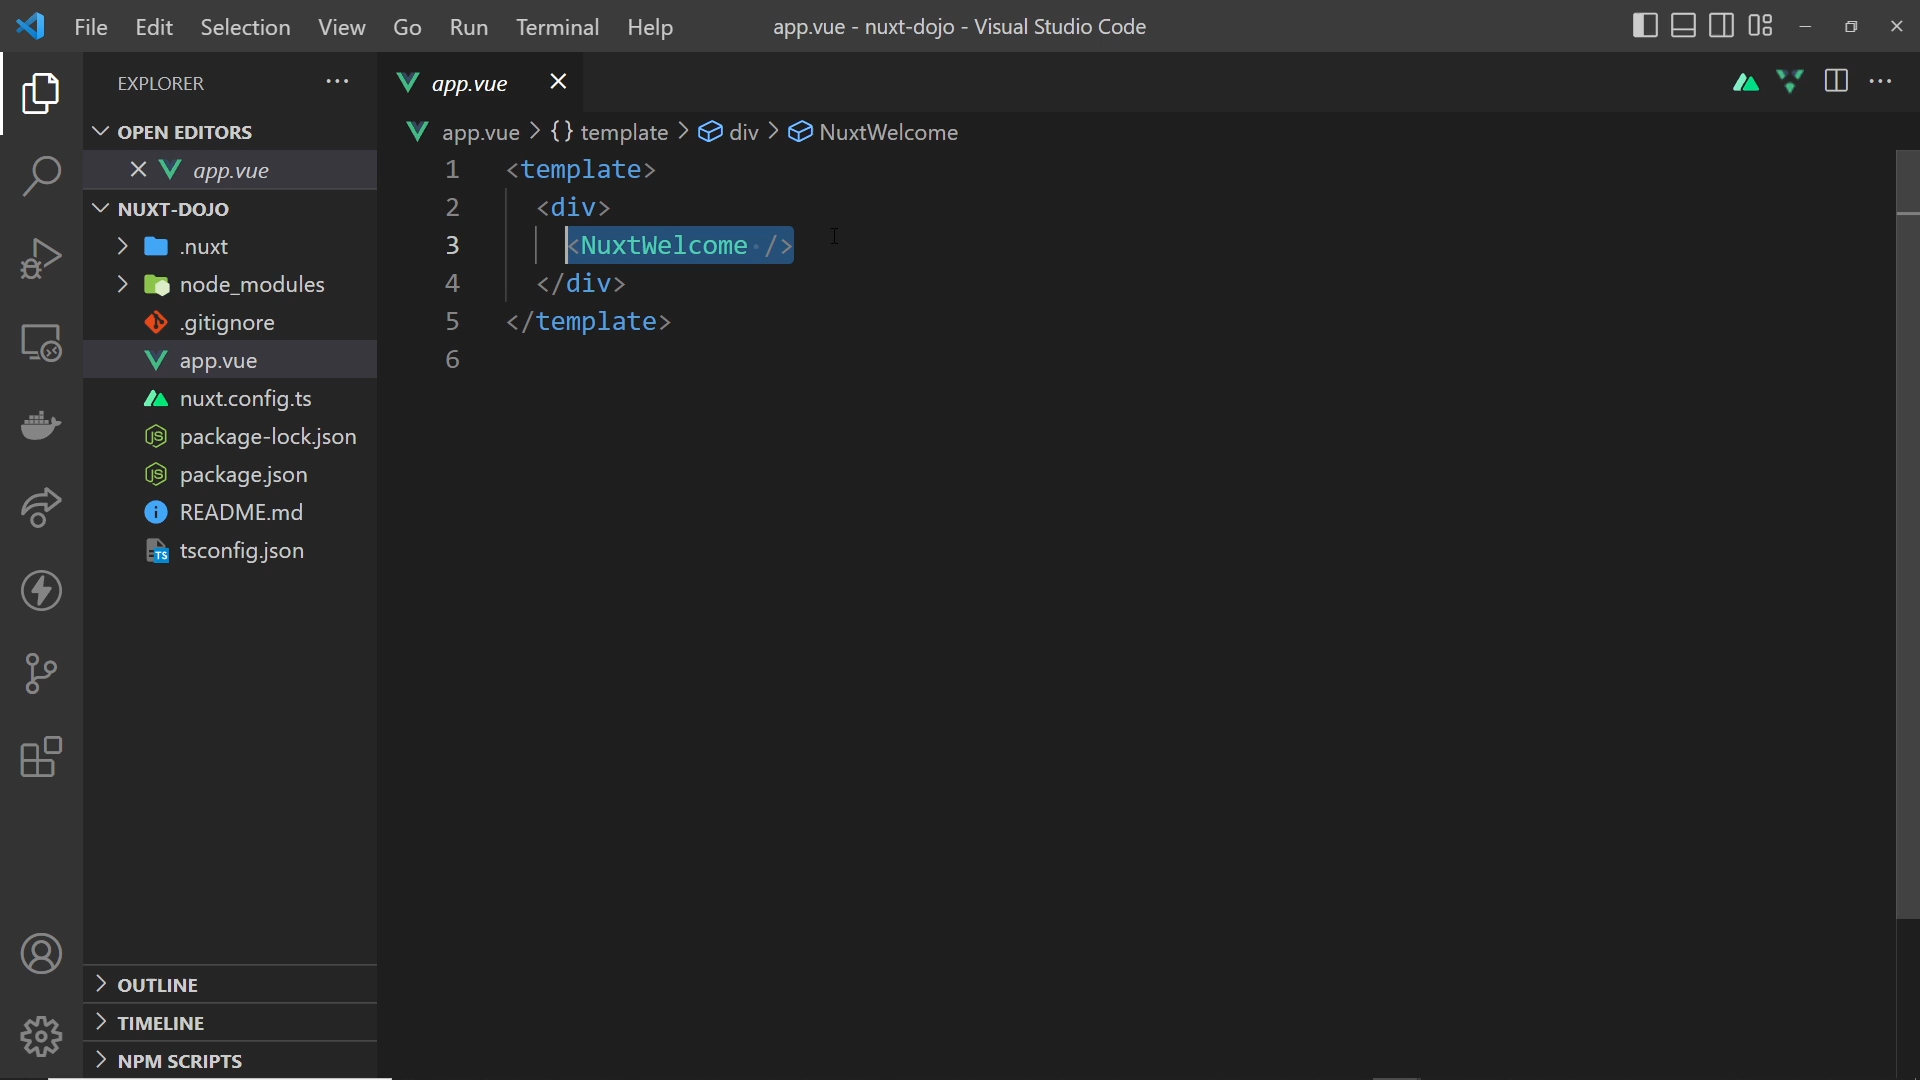 File Edit Selection View Go Run Terminal Help app.vue - nuxt-dojo - Visual Studio Code
EXPLORER
OPEN EDITORS
app.vue
NUXT-DOJO
.nuxt
node_modules
.gitignore
app.vue
nuxt.config.ts
package-lock.json
package.json
README.md
tsconfig.json
OUTLINE
TIMELINE
NPM SCRIPTS
app.vue
app.vue > {} template > div > NuxtWelcome
1 <template>
2 <div>
3 <NuxtWelcome />
4 </div>
5 </template>
6